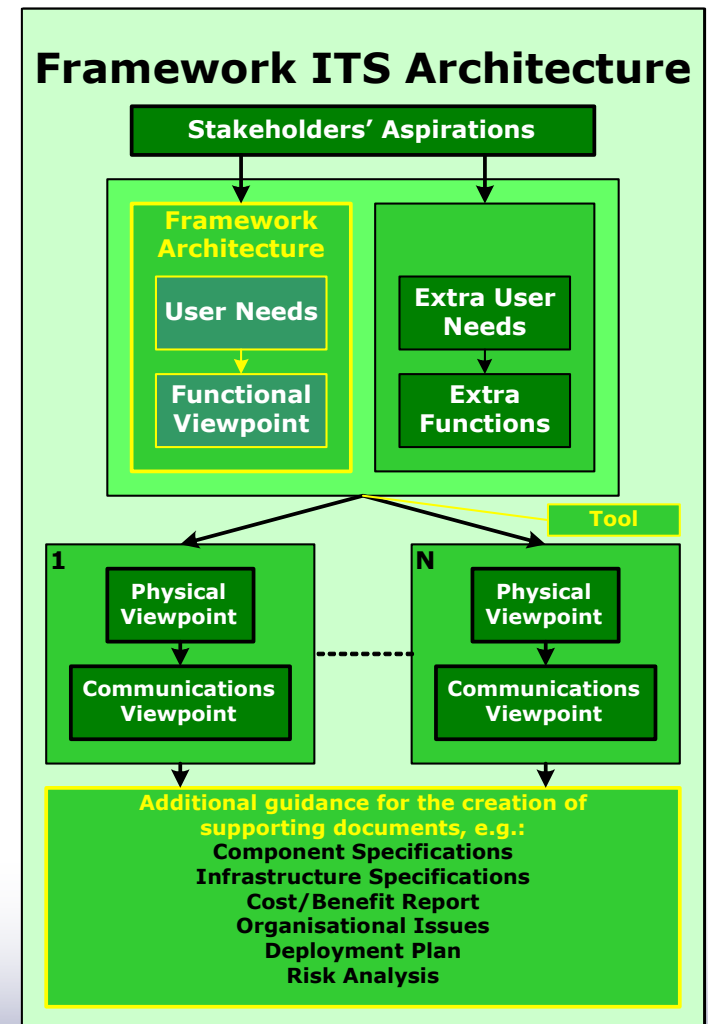 Framework ITS Architecture
Stakeholders’ Aspirations
Framework
Architecture
User Needs
Functional
Viewpoint
Extra User
Needs
Extra
Functions
Tool
1
Physical
Viewpoint
Communications
Viewpoint
N
Physical
Viewpoint
Communications
Viewpoint
Additional guidance for the creation of
supporting documents, e.g.:
Component Specifications
Infrastructure Specifications
Cost/Benefit Report
Organisational Issues
Deployment Plan
Risk Analysis